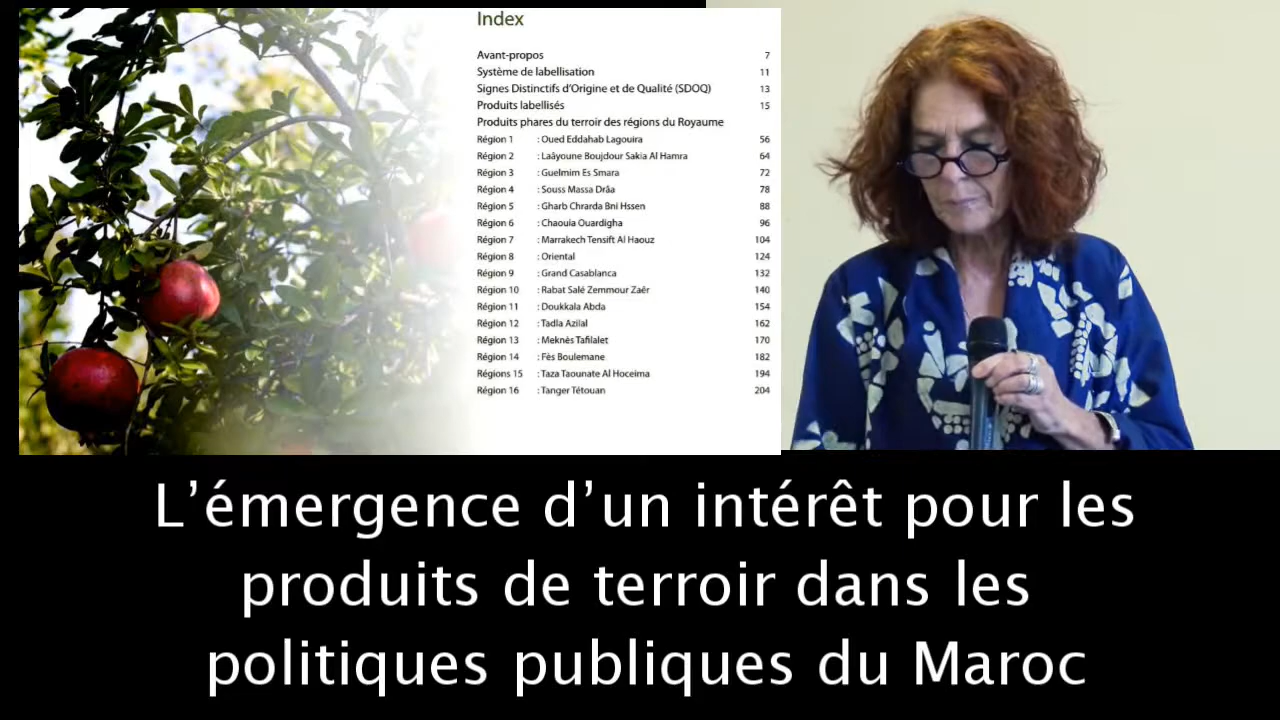 Index
Avant-propos 7
Système de labellisation 11
Signes Distinctifs d'Origine et de Qualité (SDOQ) 13
Produits labellisés 15
Produits phares du terroir des régions du Royaume
Région 1 : Oued Eddahab Lagouira 56
Région 2 : Laâyoune Boujdour Sakia Al Hamra 64
Région 3 : Guelmim Es Smara 72
Région 4 : Souss Massa Drâa 78
Région 5 : Gharb Chrarda Bni Hssen 88
Région 6 : Chaouia Ouardigha 96
Région 7 : Marrakech Tensift Al Haouz 104
Région 8 : Oriental 124
Région 9 : Grand Casablanca 132
Région 10 : Rabat Salé Zemmour Zaêr 140
Région 11 : Doukkala Abda 154
Région 12 : Tadla Azilal 162
Région 13 : Meknès Tafilalet 170
Région 14 : Fès Boulemane 182
Régions 15 : Taza Taounate Al Hoceima 194
Région 16 : Tanger Tétouan 204
L’émergence d’un intérêt pour les
produits de terroir dans les
politiques publiques du Maroc